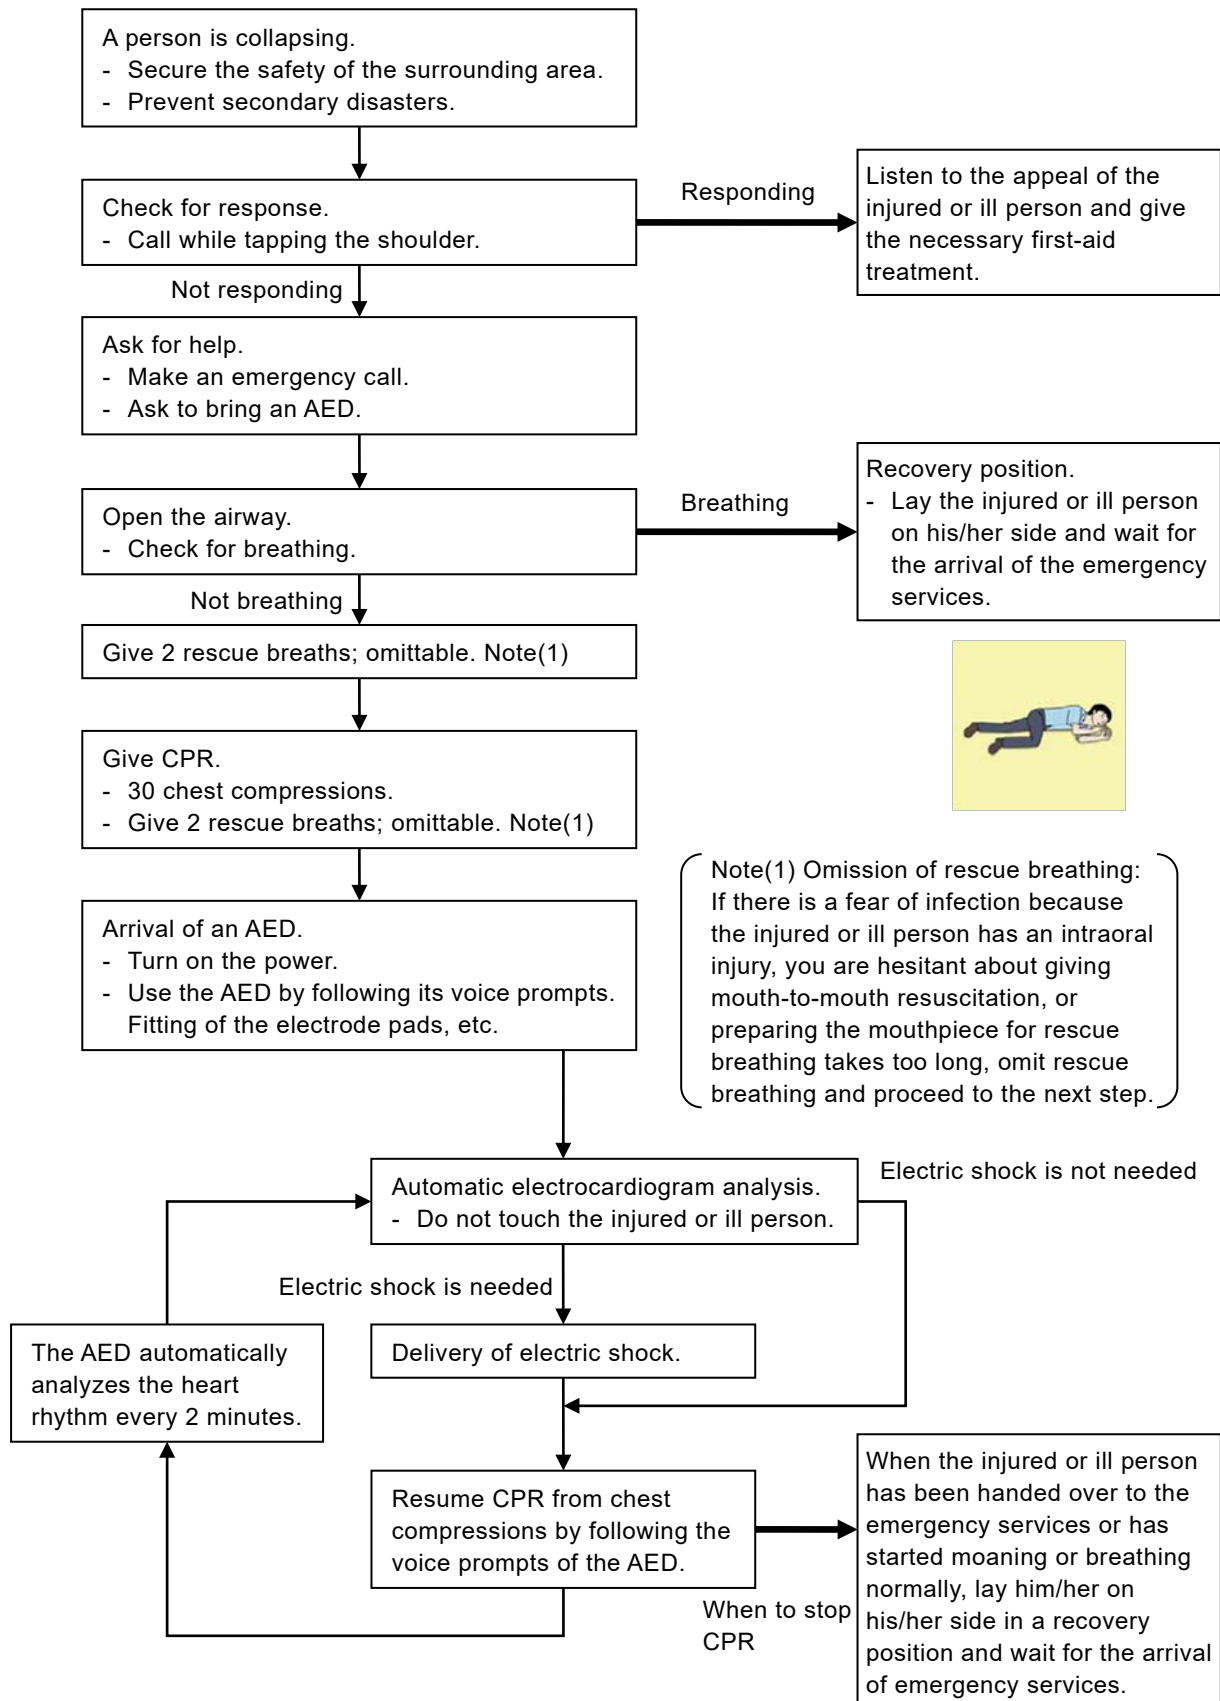 A person is collapsing.
- Secure the safety of the surrounding area.
- Prevent secondary disasters.
Check for response.
- Call while tapping the shoulder.
Responding
Listen to the appeal of the
injured or ill person and give
the necessary first-aid
treatment.
Not responding
Ask for help.
- Make an emergency call.
- Ask to bring an AED.
Open the airway.
- Check for breathing.
Breathing
Recovery position.
- Lay the injured or ill person
on his/her side and wait for
the arrival of the emergency
services.
Not breathing
Give 2 rescue breaths; omittable. Note(1)
Give CPR.
- 30 chest compressions.
- Give 2 rescue breaths; omittable. Note(1)
Note(1) Omission of rescue breathing:
If there is a fear of infection because
the injured or ill person has an intraoral
injury, you are hesitant about giving
mouth-to-mouth resuscitation, or
preparing the mouthpiece for rescue
breathing takes too long, omit rescue
breathing and proceed to the next step.
Arrival of an AED.
- Turn on the power.
- Use the AED by following its voice prompts.
Fitting of the electrode pads, etc.
Automatic electrocardiogram analysis.
- Do not touch the injured or ill person.
Electric shock is not needed
Electric shock is needed
Delivery of electric shock.
The AED automatically
analyzes the heart
rhythm every 2 minutes.
Resume CPR from chest
compressions by following the
voice prompts of the AED.
When to stop
CPR
When the injured or ill person
has been handed over to the
emergency services or has
started moaning or breathing
normally, lay him/her on
his/her side in a recovery
position and wait for the arrival
of emergency services.